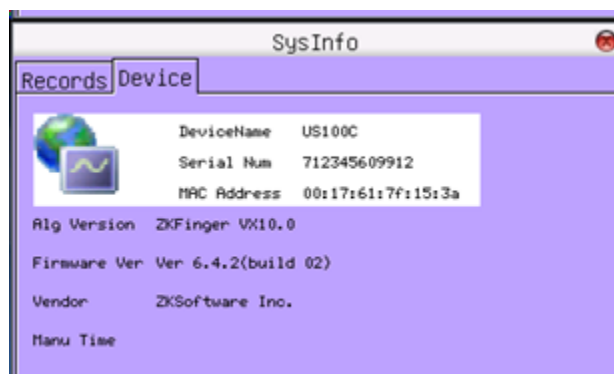 SysInfo
Records Device
DeviceName US100C
Serial Num 712345609912
MAC Address 00:17:61:7f:15:3a
Alg Version ZKFinger VX10.0
Firmware Ver Ver 6.4.2(build 02)
Vendor ZKSoftware Inc.
Manu Time